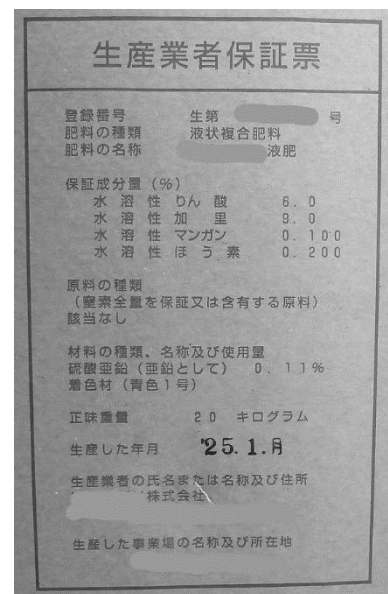 生産業者保証票
登録番号 生第 号
肥料の種類 液状複合肥料
肥料の名称 液肥
保証成分量(%)
水溶性りん酸 6.0
水溶性加里 9.0
水溶性マンガン 0.100
水溶性ほう素 0.200
原料の種類
(窒素全量を保証又は含有する原料)
該当なし
材料の種類、名称及び使用量
硫酸亜鉛(亜鉛として) 0.11%
着色材(青色1号)
正味重量 20 キログラム
生産した年月 '25.1.月
生産業者の氏名または名称及び住所
株式会社
生産した事業場の名称及び所在地